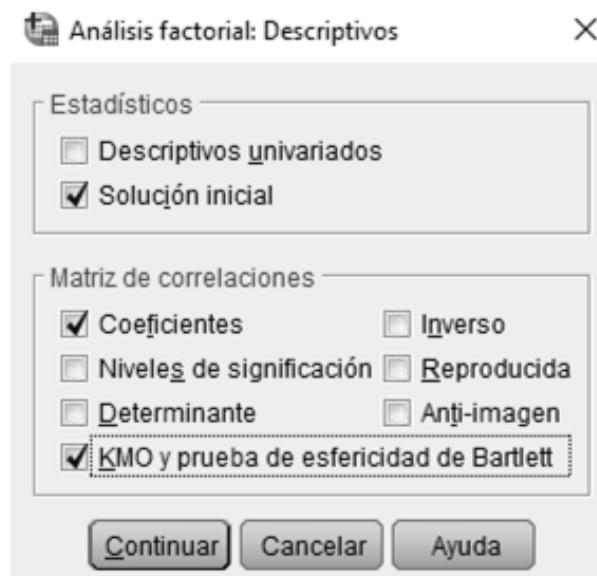 Análisis factorial: Descriptivos
Estadísticos
Descriptivos univariados
Solución inicial
Matriz de correlaciones
Coeficientes Inverso
Niveles de significación Reproducida
Determinante Anti-imagen
KMO y prueba de esfericidad de Bartlett
Continuar Cancelar Ayuda